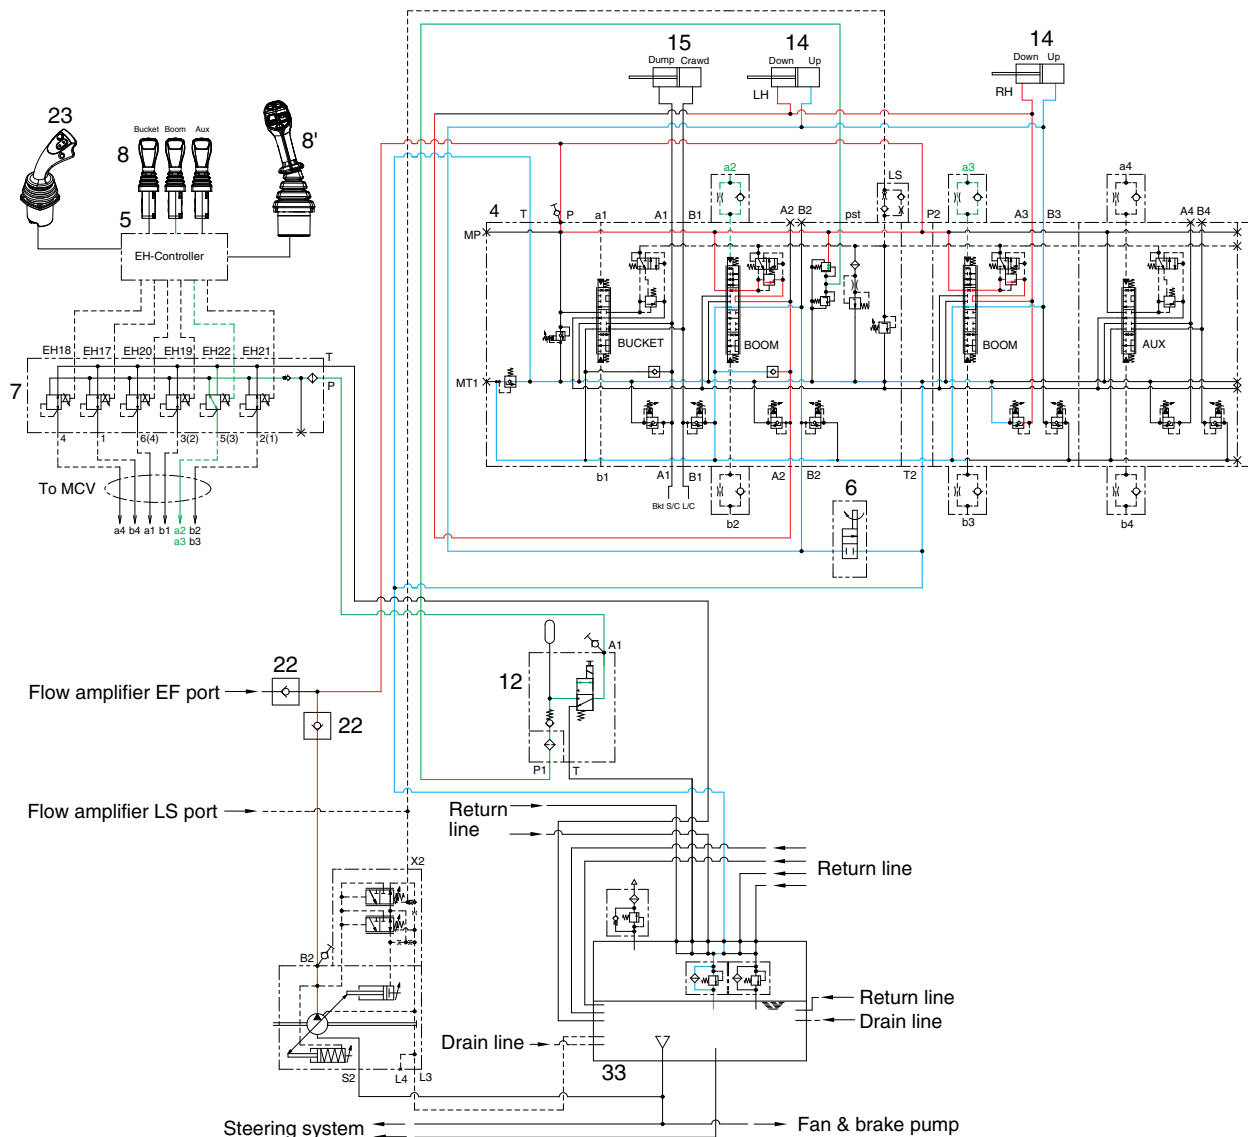 15
14
14
Dump Crawd
Down Up
Down Up
LH
RH
23
Bucket Boom Aux
8
8'
5
EH-Controller
a2
LS
a3
a4
4
T
P
a1
A1
B1
A2
B2
pst
P2
A3
B3
A4
B4
MP
BUCKET
BOOM
BOOM
AUX
MT1
EH18
EH17
EH20
EH19
EH22
EH21
T
P
7
4
1
6(4)
3(2)
5(3)
2(1)
To MCV
a4
b4
a1
b1
a2
b2
a3
b3
b1
A1
B1
A2
B2
T2
Bkt S/C L/C
b2
b3
b4
6
A1
12
P1
T
22
Flow amplifier EF port
22
Flow amplifier LS port
Return
line
Return line
X2
B2
Return line
Drain line
Drain line
S2
L4
L3
33
Steering system
Fan & brake pump